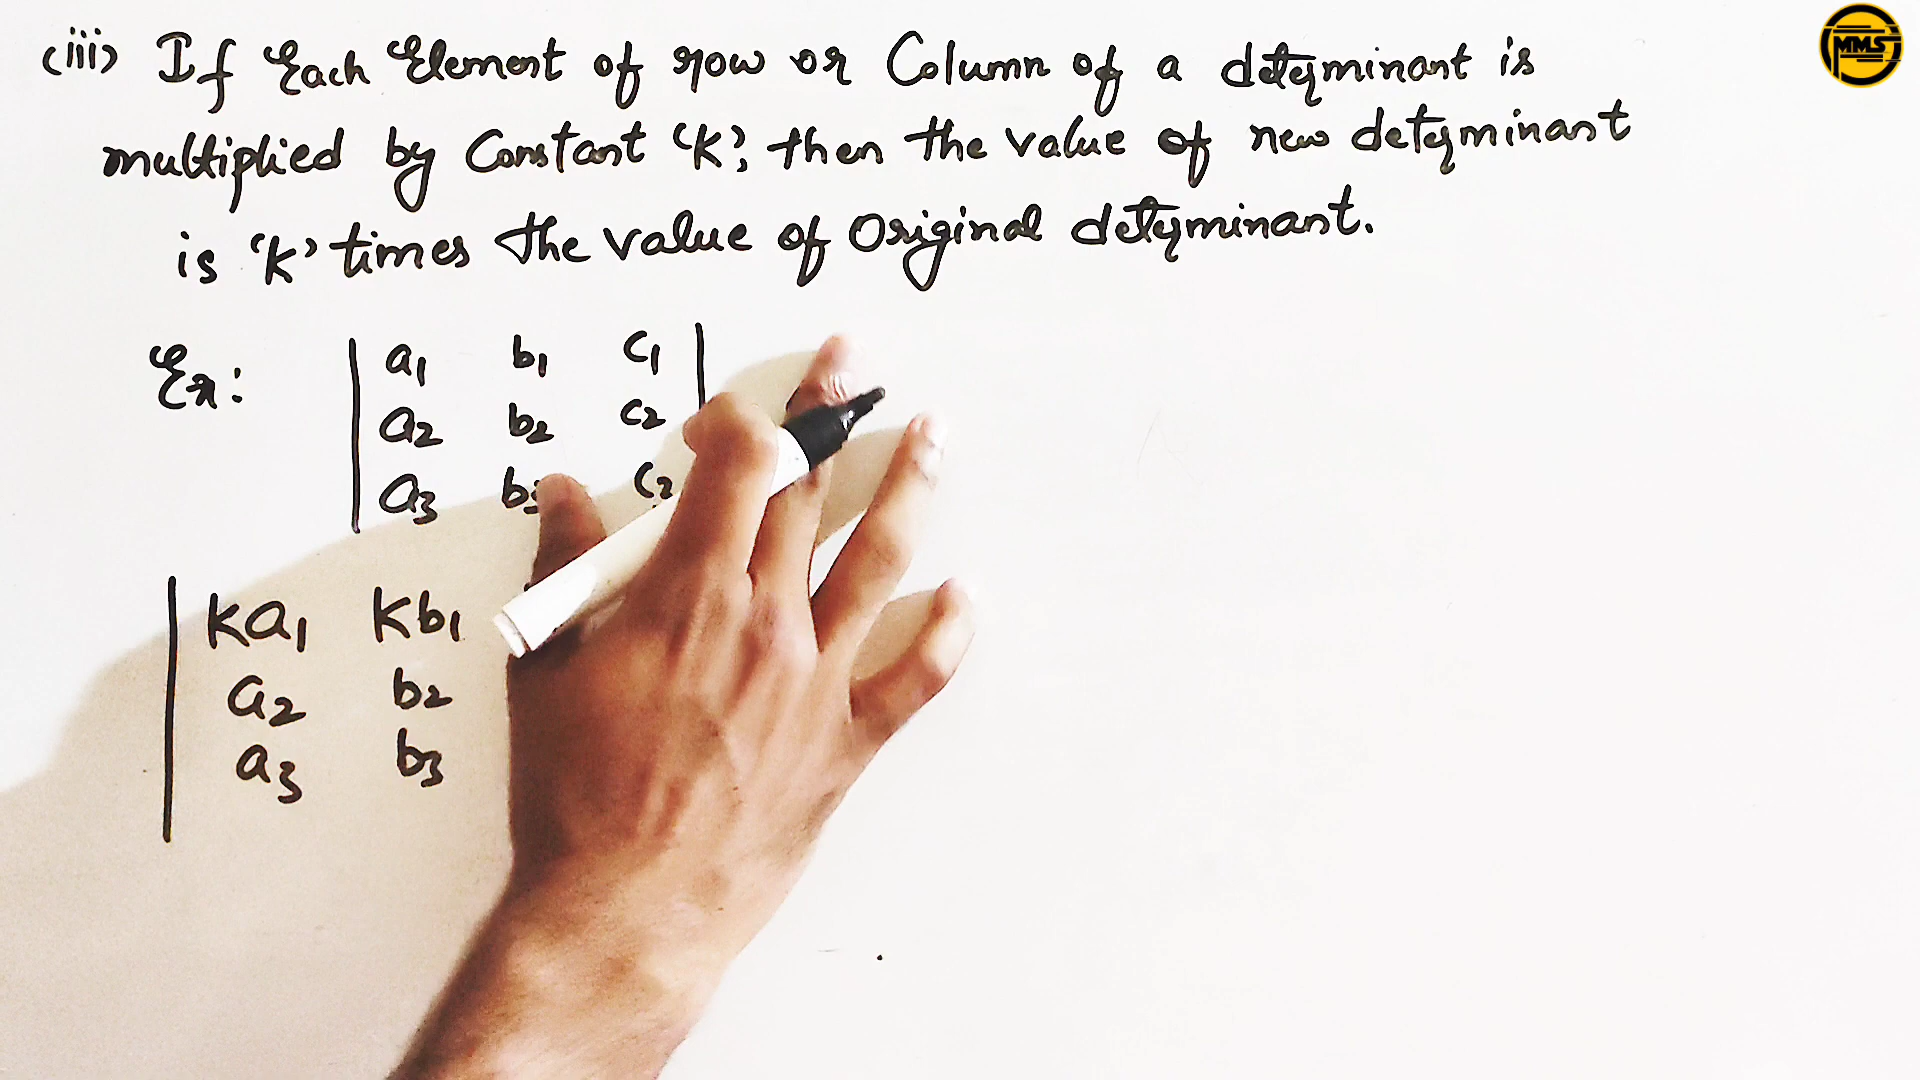 (iii) If Each Element of row or Column of a determinant is
multiplied by Constant 'K', then the value of new determinant
is 'K' times the value of Original determinant.
Ex:
a1 b1 c1
a2 b2 c2
a3 b3
Ka1 Kb1
a2 b2
a3 b3
MMS